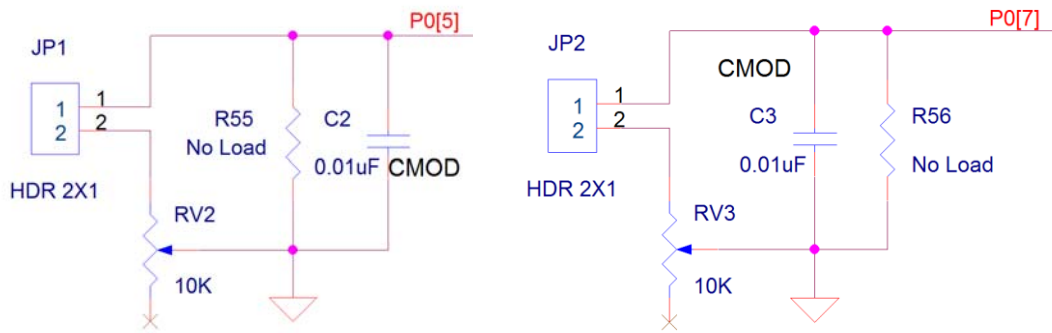 P0[5]
JP1
1
2
1
2
R55
No Load
C2
0.01uF
CMOD
HDR 2X1
RV2
10K
P0[7]
JP2
CMOD
1
2
1
2
C3
0.01uF
R56
No Load
HDR 2X1
RV3
10K